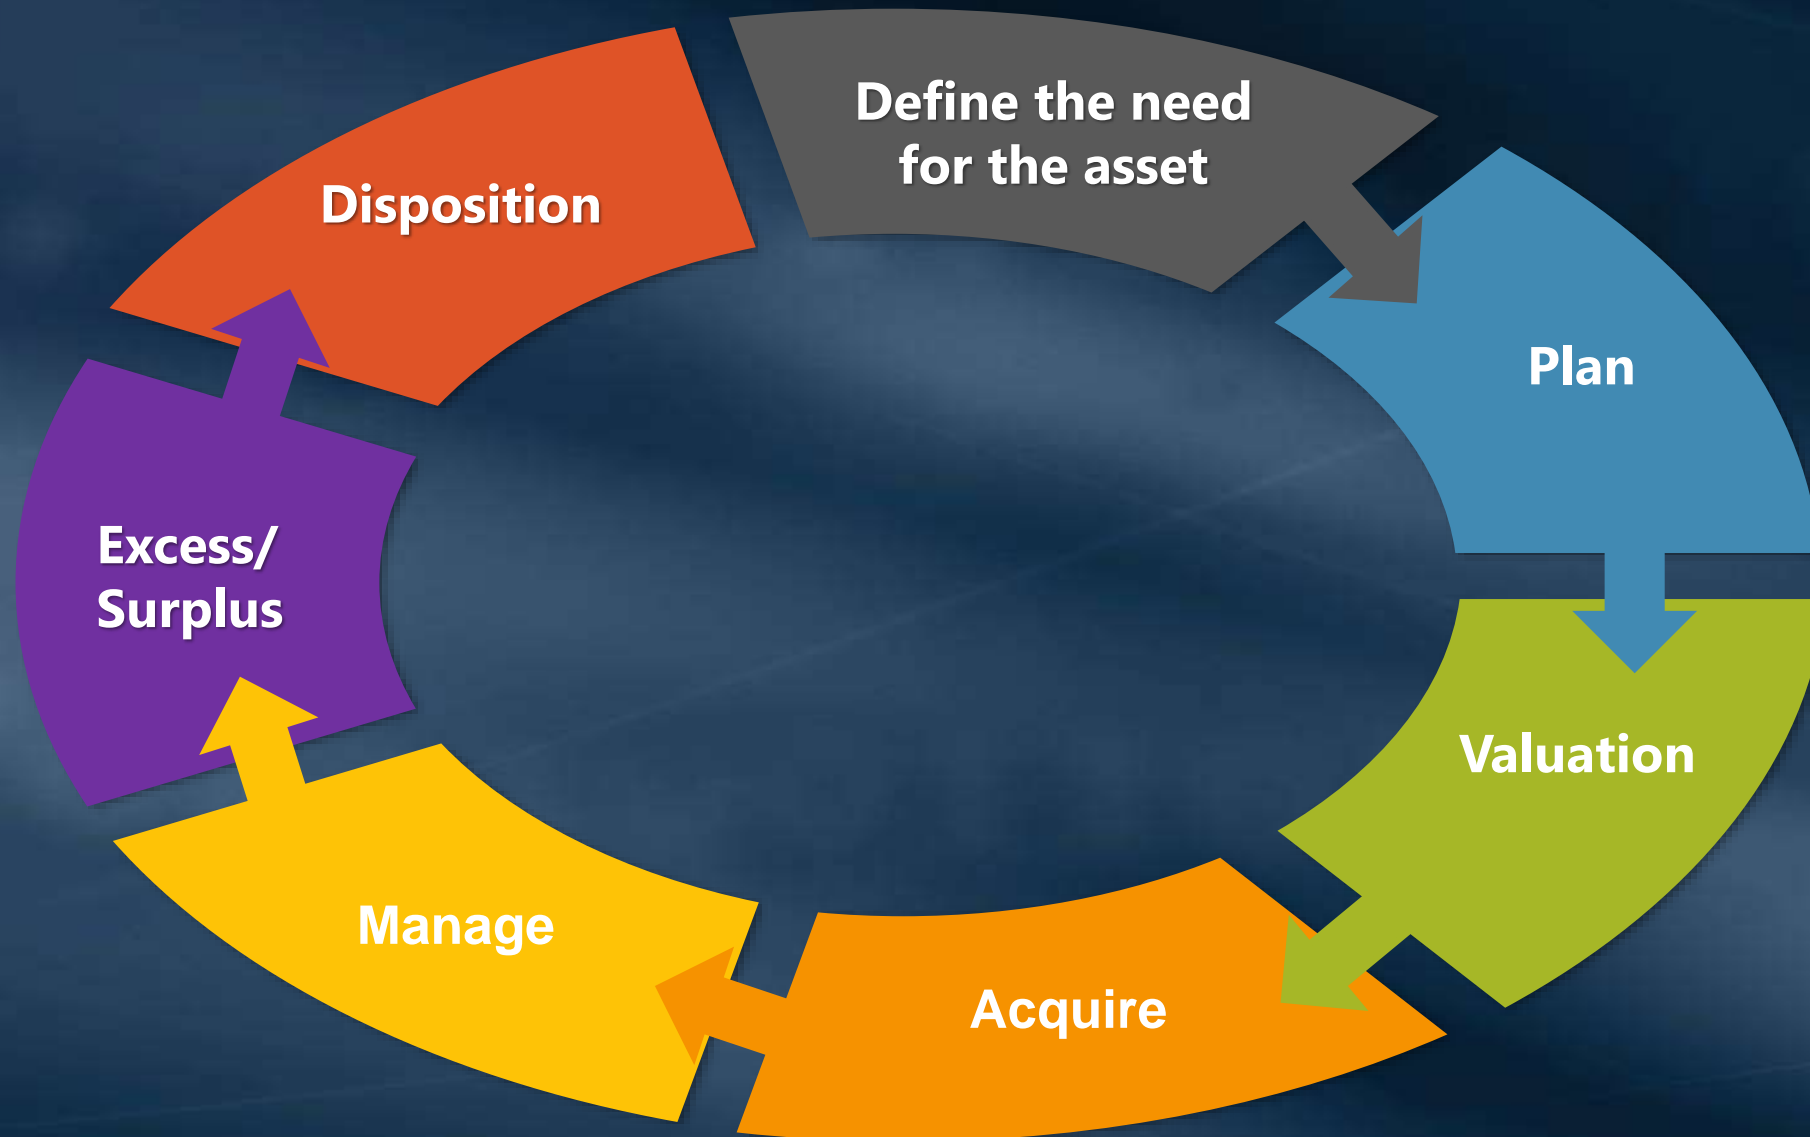 Define the need
for the asset
Plan
Valuation
Acquire
Manage
Excess/
Surplus
Disposition